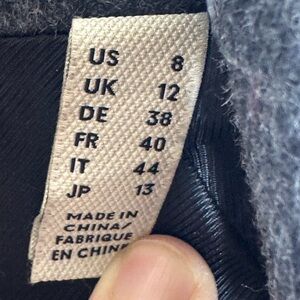 US 8
UK 12
DE 38
FR 40
IT 44
JP 13
MADE IN
CHINA/
FABRIQUE
EN CHINE